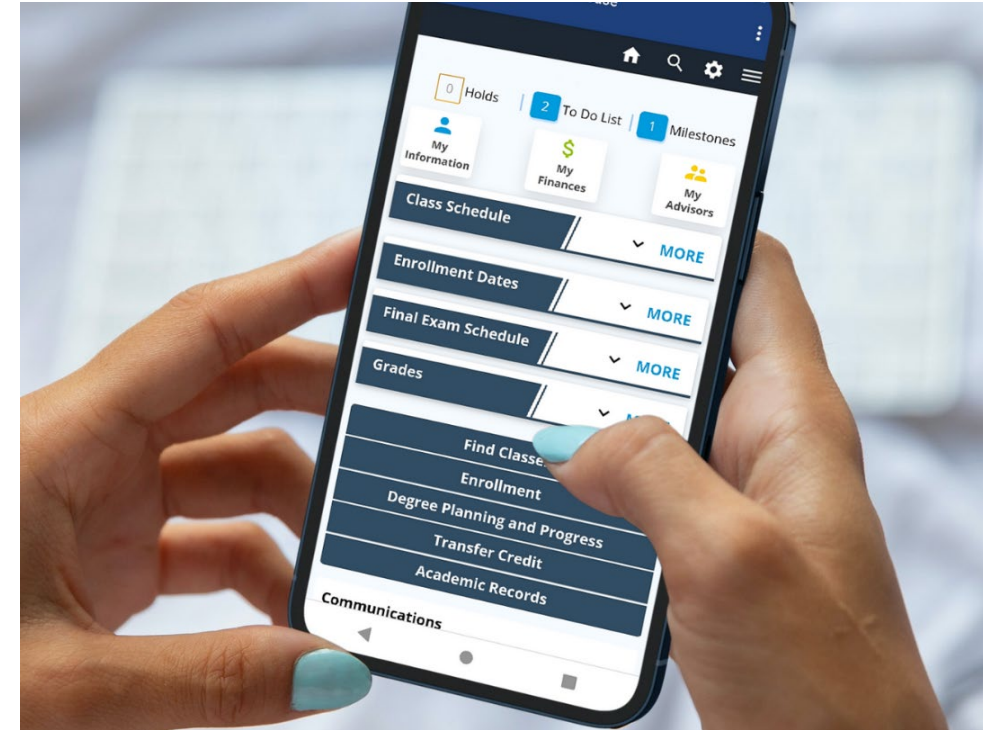 0 Holds
2 To Do List
1 Milestones
My
Information
My
Finances
My
Advisors
Class Schedule
MORE
Enrollment Dates
MORE
Final Exam Schedule
MORE
Grades
Find
Enrollment
Degree Planning and Progress
Transfer Credit
Academic Records
Communications